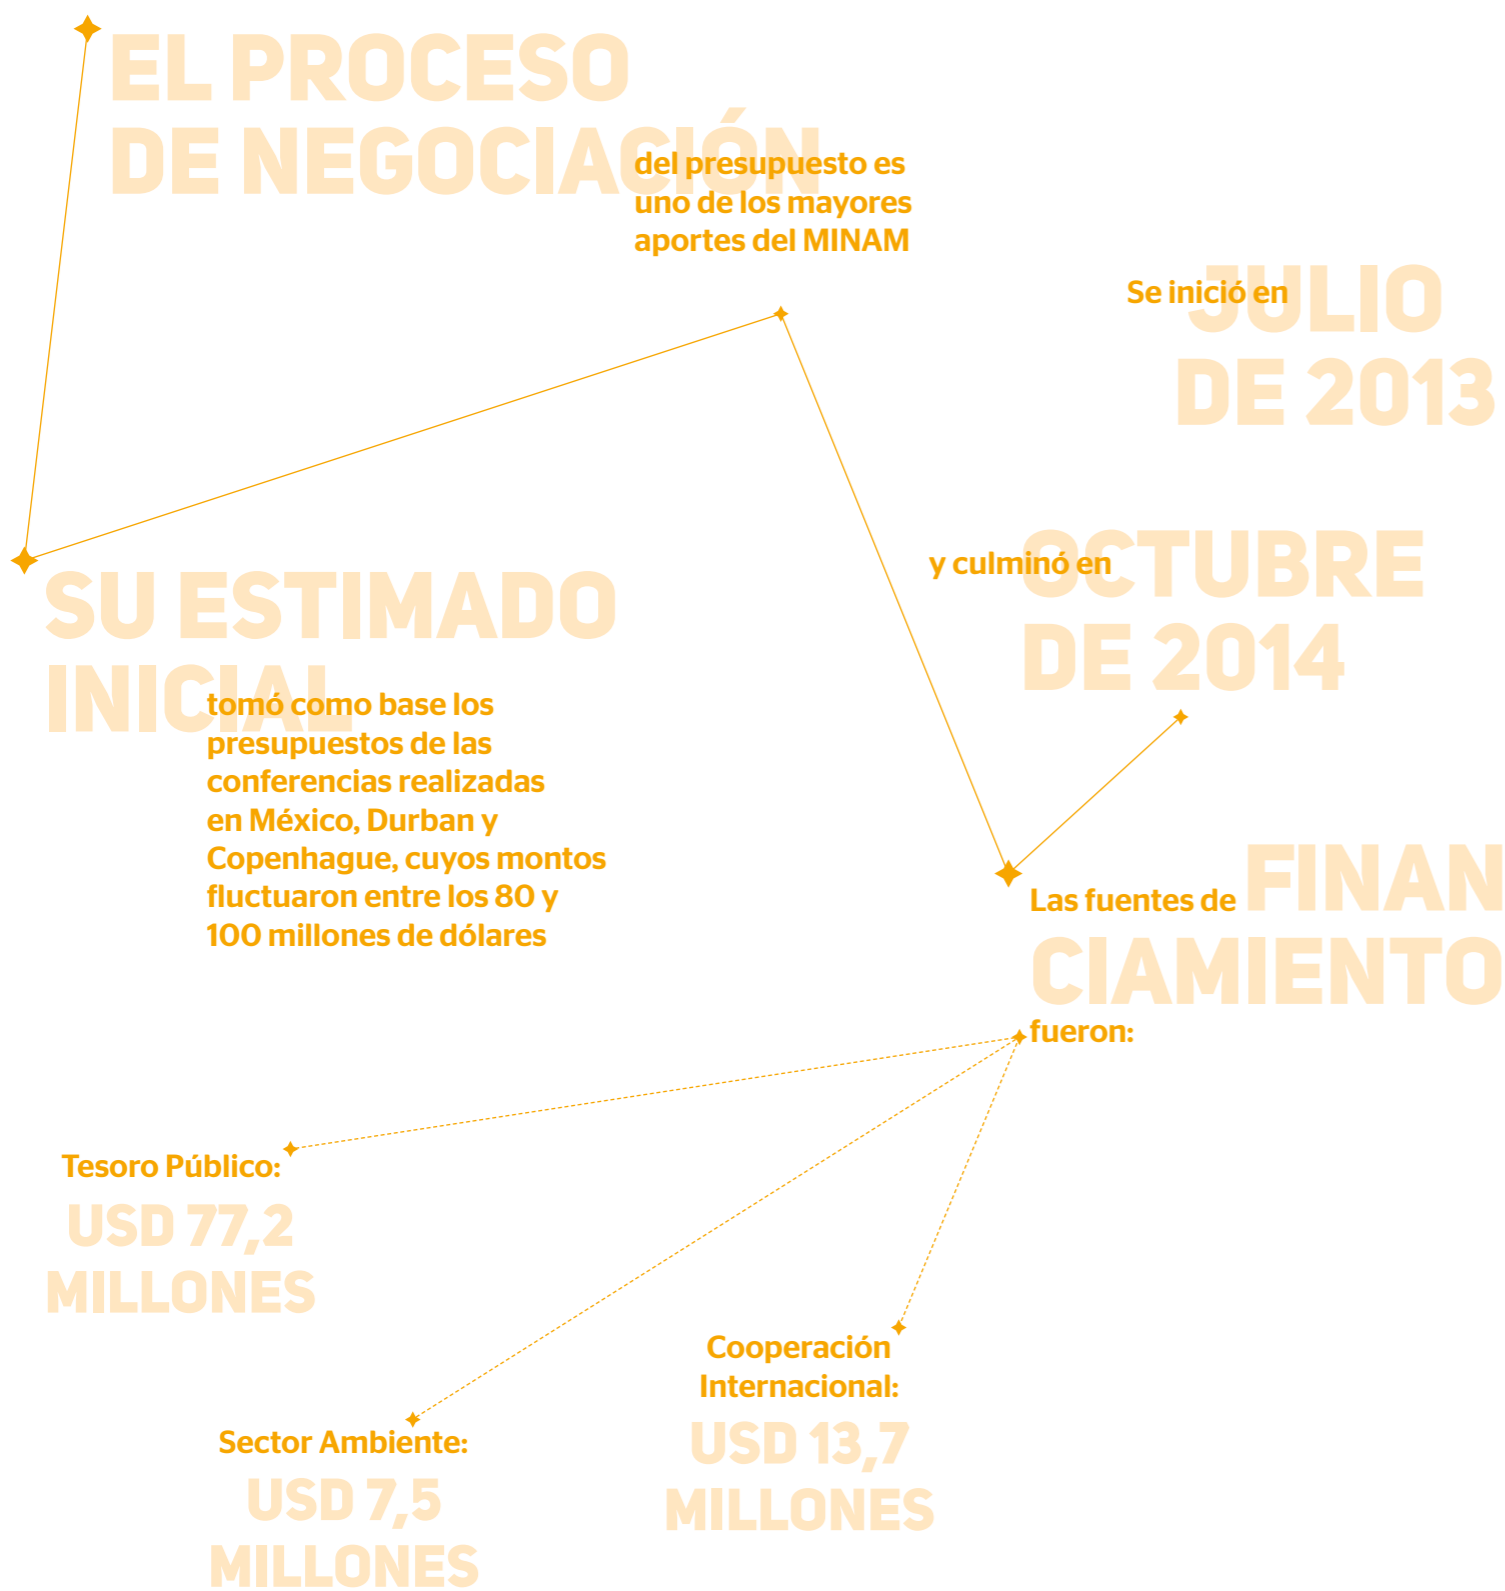 EL PROCESO
DE NEGOCIACIÓN
del presupuesto es
uno de los mayores
aportes del MINAM
Se inició en JULIO
DE 2013
y culminó en OCTUBRE
DE 2014
SU ESTIMADO
INICIAL
tomó como base los
presupuestos de las
conferencias realizadas
en México, Durban y
Copenhague, cuyos montos
fluctuaron entre los 80 y
100 millones de dólares
Las fuentes de FINAN
CIAMIENTO
fueron:
Tesoro Público:
USD 77,2
MILLONES
Sector Ambiente:
USD 7,5
MILLONES
Cooperación
Internacional:
USD 13,7
MILLONES